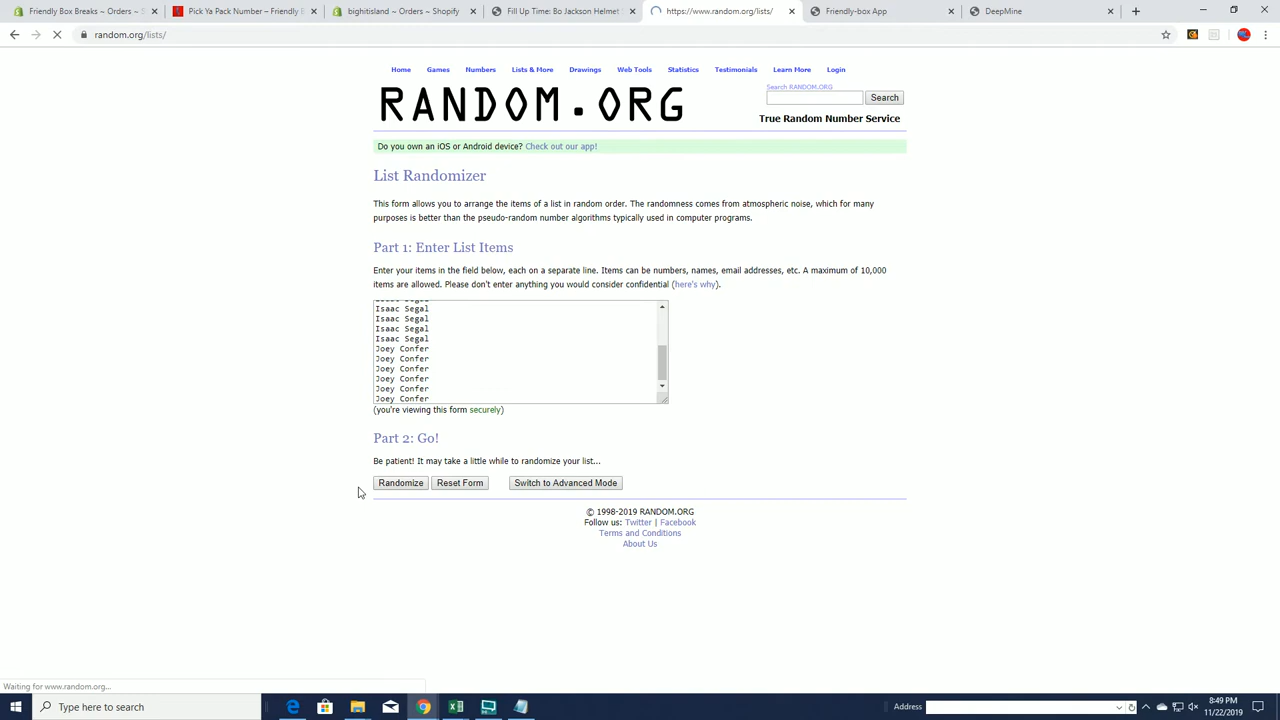 Friendly Box Breaks ~ Orders ~ S
Pick Ya Pack Number ~ Friendly B
bighitisland ~ Orders ~ Shopify
Fill Up Time: Bo Jackson Helmet
https://www.random.org/lists/
Friendly-box App
DeepMine
random.org/lists/
Home Games Numbers Lists & More Drawings Web Tools Statistics Testimonials Learn More Login
RANDOM.ORG
Search RANDOM.ORG
Search
True Random Number Service
Do you own an iOS or Android device? Check out our app!
List Randomizer
This form allows you to arrange the items of a list in random order. The randomness comes from atmospheric noise, which for many
purposes is better than the pseudo-random number algorithms typically used in computer programs.
Part 1: Enter List Items
Enter your items in the field below, each on a separate line. Items can be numbers, names, email addresses, etc. A maximum of 10,000
items are allowed. Please don't enter anything you would consider confidential (here's why).
Isaac Segal
Isaac Segal
Isaac Segal
Isaac Segal
Isaac Segal
Joey Confer
Joey Confer
Joey Confer
Joey Confer
Joey Confer
Joey Confer
(you're viewing this form securely)
Part 2: Go!
Be patient! It may take a little while to randomize your list...
Randomize Reset Form Switch to Advanced Mode
© 1998-2019 RANDOM.ORG
Follow us: Twitter | Facebook
Terms and Conditions
About Us
Waiting for www.random.org...
Type here to search
Address
8:49 PM
11/22/2019